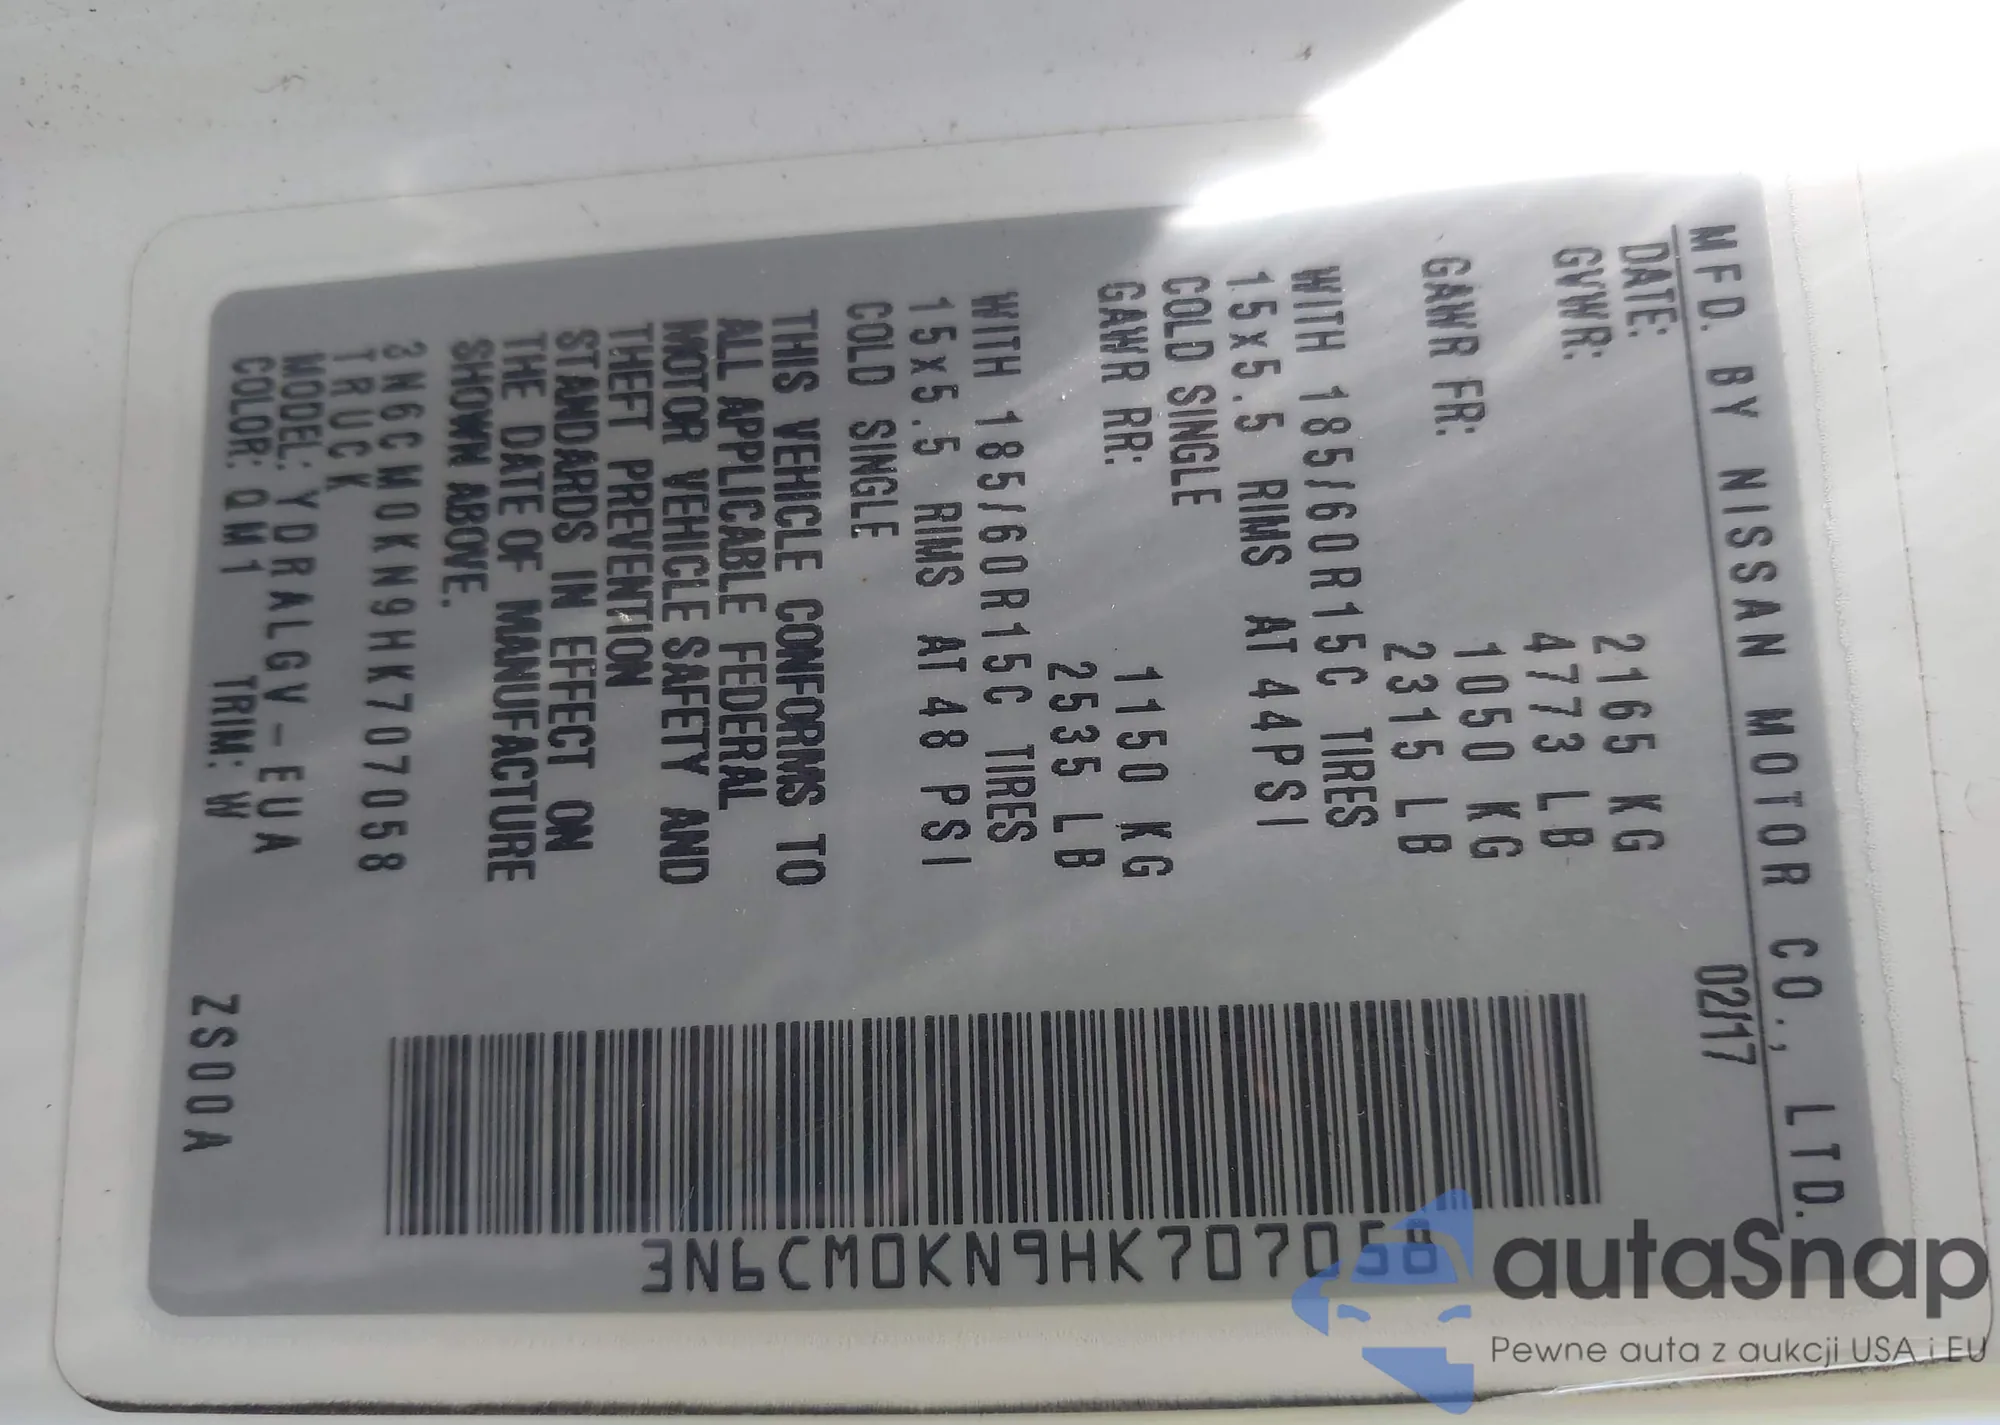 MFD. BY NISSAN MOTOR CO., LTD.
DATE: 02/17
GVWR: 2165 KG
4773 LB
GAWR FR: 1050 KG
2315 LB
WITH 185/60R15C TIRES
15x5.5 RIMS AT 44PSI
COLD SINGLE
GAWR RR: 1150 KG
2535 LB
WITH 185/60R15C TIRES
15x5.5 RIMS AT 48 PSI
COLD SINGLE
THIS VEHICLE CONFORMS TO
ALL APPLICABLE FEDERAL
MOTOR VEHICLE SAFETY AND
THEFT PREVENTION
STANDARDS IN EFFECT ON
THE DATE OF MANUFACTURE
SHOWN ABOVE.
3N6CM0KN9HK707058
TRUCK
MODEL: YDRALGV-EUA
COLOR: QM1 TRIM: W ZS00A
3N6CM0KN9HK707058
autaSnap
Pewne auta z aukcji USA i EU